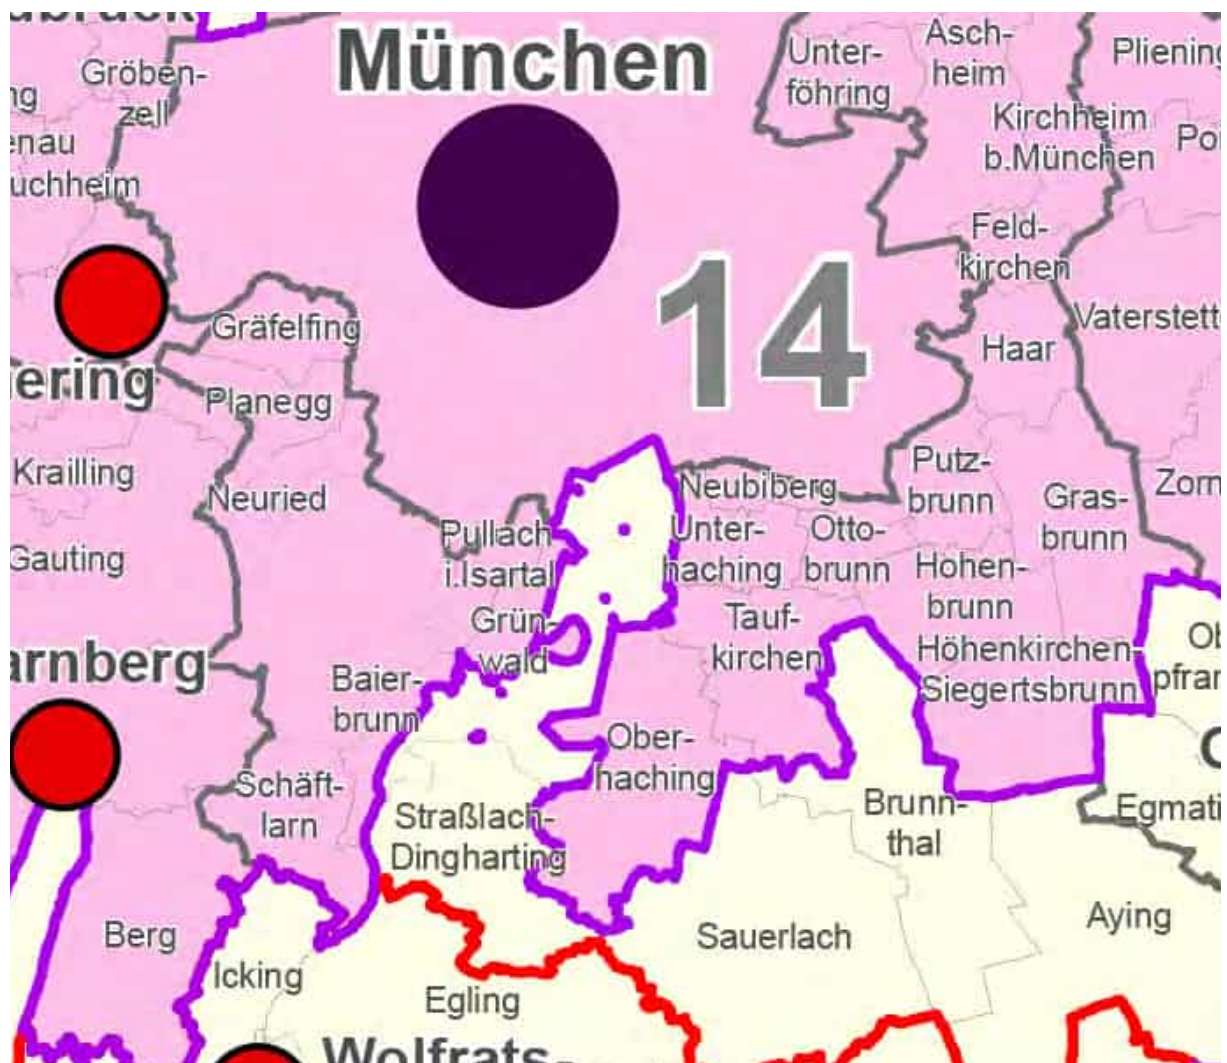 München
Unter-
föhring
Asch-
heim
Gröben-
zell
Kirchheim
b.München
Feld-
kirchen
14
Gräfelfing
Haar
Planegg
Krailling
Neuried
Putz-
brunn
Neubiberg
Gras-
brunn
Pullach
i.Isartal
Unter-
haching
Otto-
brunn
Gauting
Hohen-
brunn
Grün-
wald
Tauf-
kirchen
Höhenkirchen-
Siegertsbrunn
Baier-
brunn
Ober-
haching
Schäft-
larn
Straßlach-
Dingharting
Brunn-
thal
Berg
Sauerlach
Aying
Icking
Egling
Wolfrats-